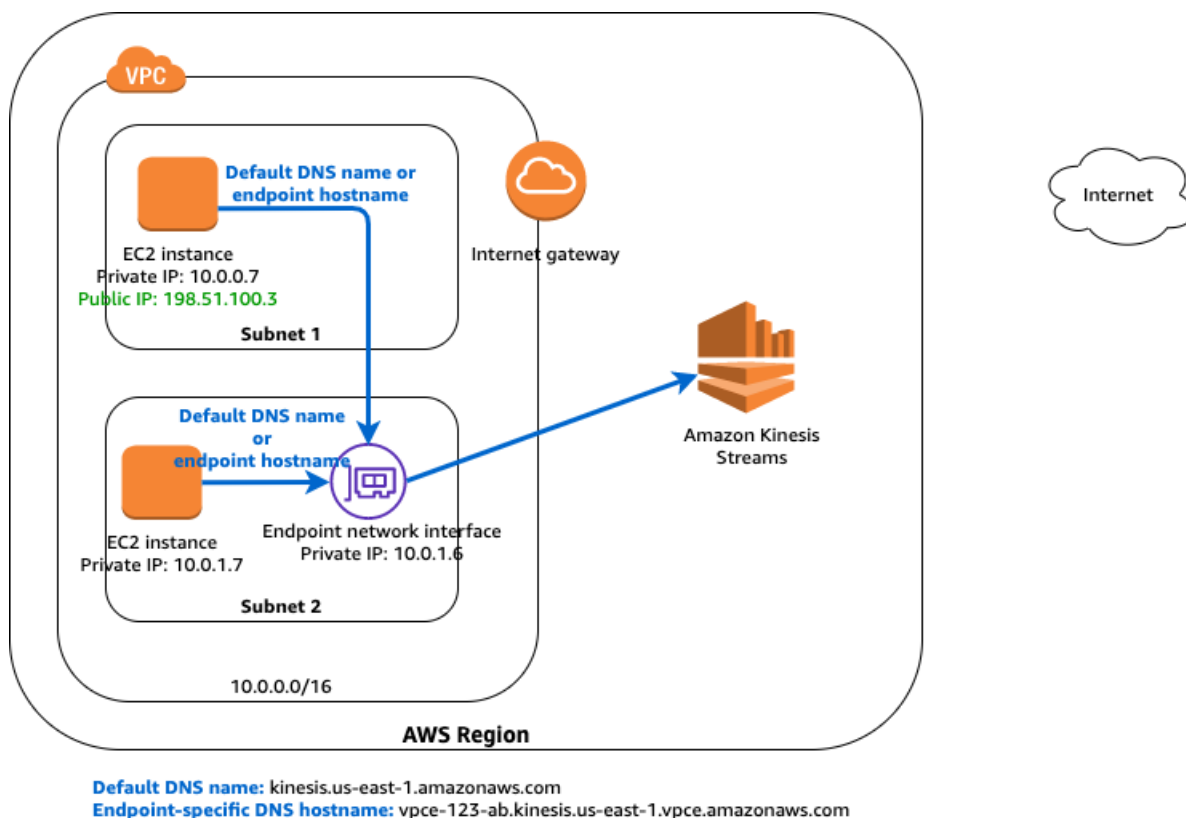 VPC
Default DNS name or
endpoint hostname
EC2 instance
Private IP: 10.0.0.7
Public IP: 198.51.100.3
Subnet 1
Internet gateway
Internet
Default DNS name
or
endpoint hostname
EC2 instance
Private IP: 10.0.1.7
Endpoint network interface
Private IP: 10.0.1.6
Subnet 2
Amazon Kinesis
Streams
10.0.0.0/16
AWS Region
Default DNS name: kinesis.us-east-1.amazonaws.com
Endpoint-specific DNS hostname: vpce-123-ab.kinesis.us-east-1.vpce.amazonaws.com